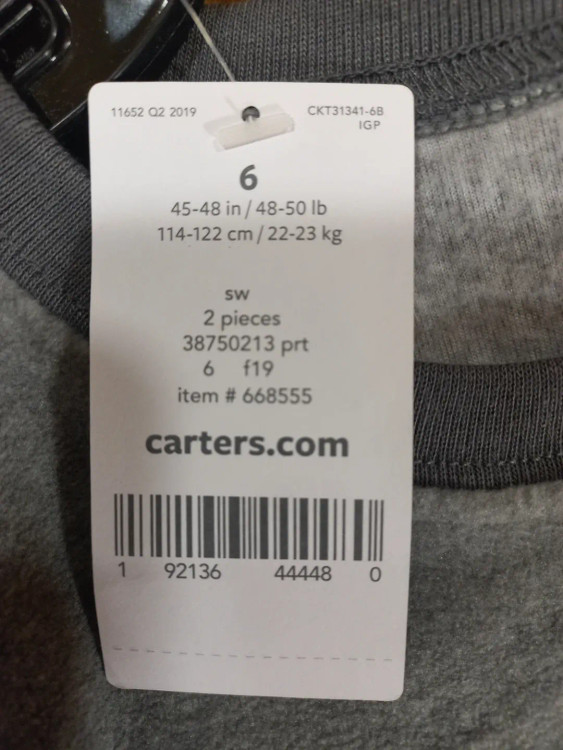 11652 Q2 2019
CKT31341-6B
IGP
6
45-48 in / 48-50 lb
114-122 cm / 22-23 kg
sw
2 pieces
38750213 prt
6 f19
item # 668555
carters.com
1 92136 44448 0